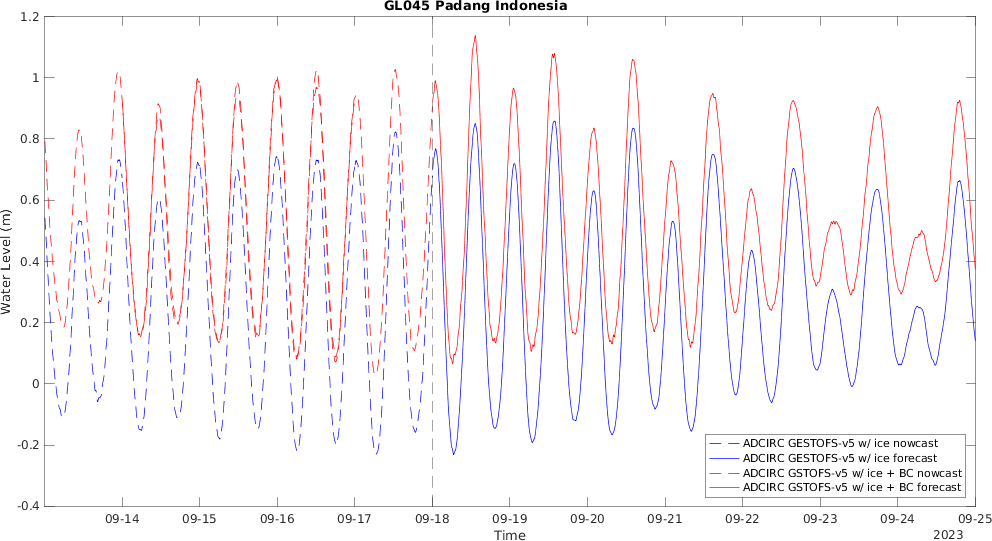 GL045 Padang Indonesia
1.2
1
0.8
0.6
0.4
0.2
0
-0.2
-0.4
Water Level (m)
ADCIRC GESTOFS-v5 w/ ice nowcast
ADCIRC GESTOFS-v5 w/ ice forecast
ADCIRC GSTOFS-v5 w/ ice + BC nowcast
ADCIRC GSTOFS-v5 w/ ice + BC forecast
09-14 09-15 09-16 09-17 09-18 09-19 09-20 09-21 09-22 09-23 09-24 09-25
Time
2023